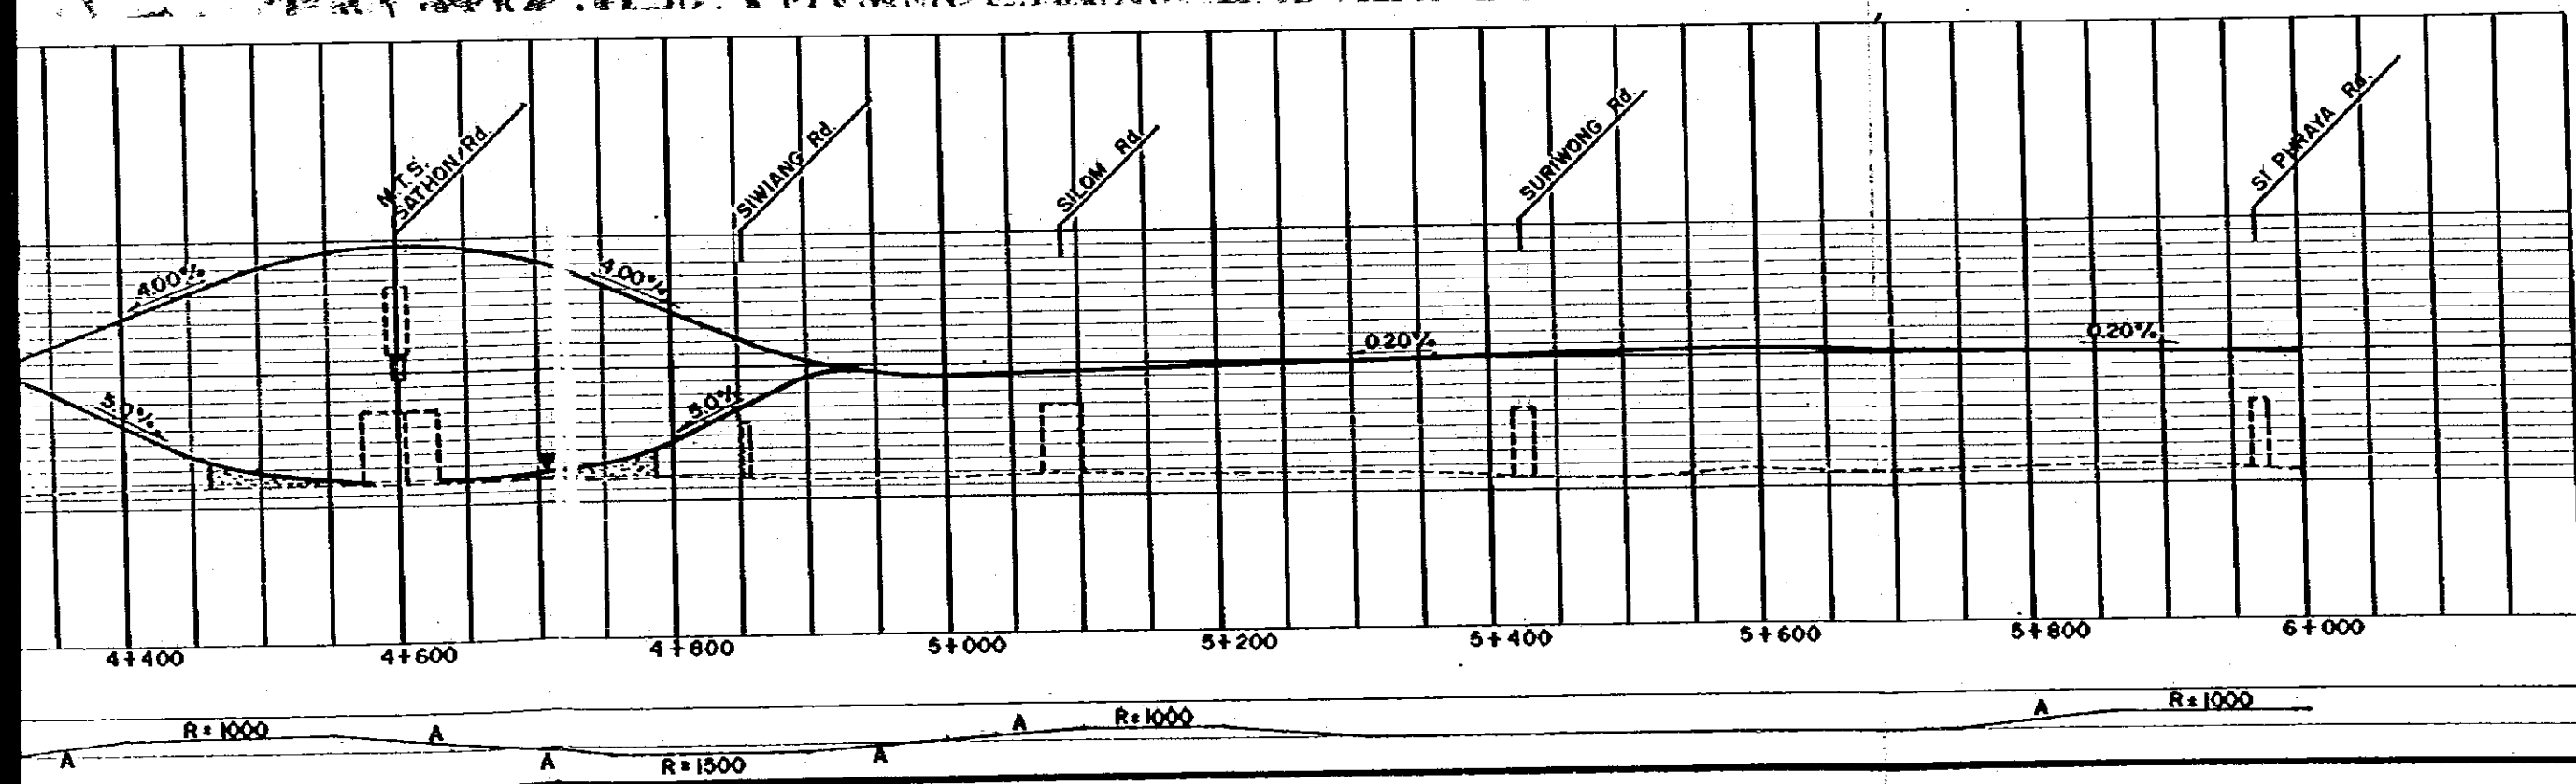 M.T.S.
SATHON Rd.
SIWIANG Rd.
SILOM Rd.
SURIWONG Rd.
SI PHRAYA Rd.
4.00%
4.00%
0.20%
0.20%
5.0%
5.0%
4+400
4+600
4+800
5+000
5+200
5+400
5+600
5+800
6+000
R=1000
A
A
R=1000
A
R=1000
A
A
R=1500
A